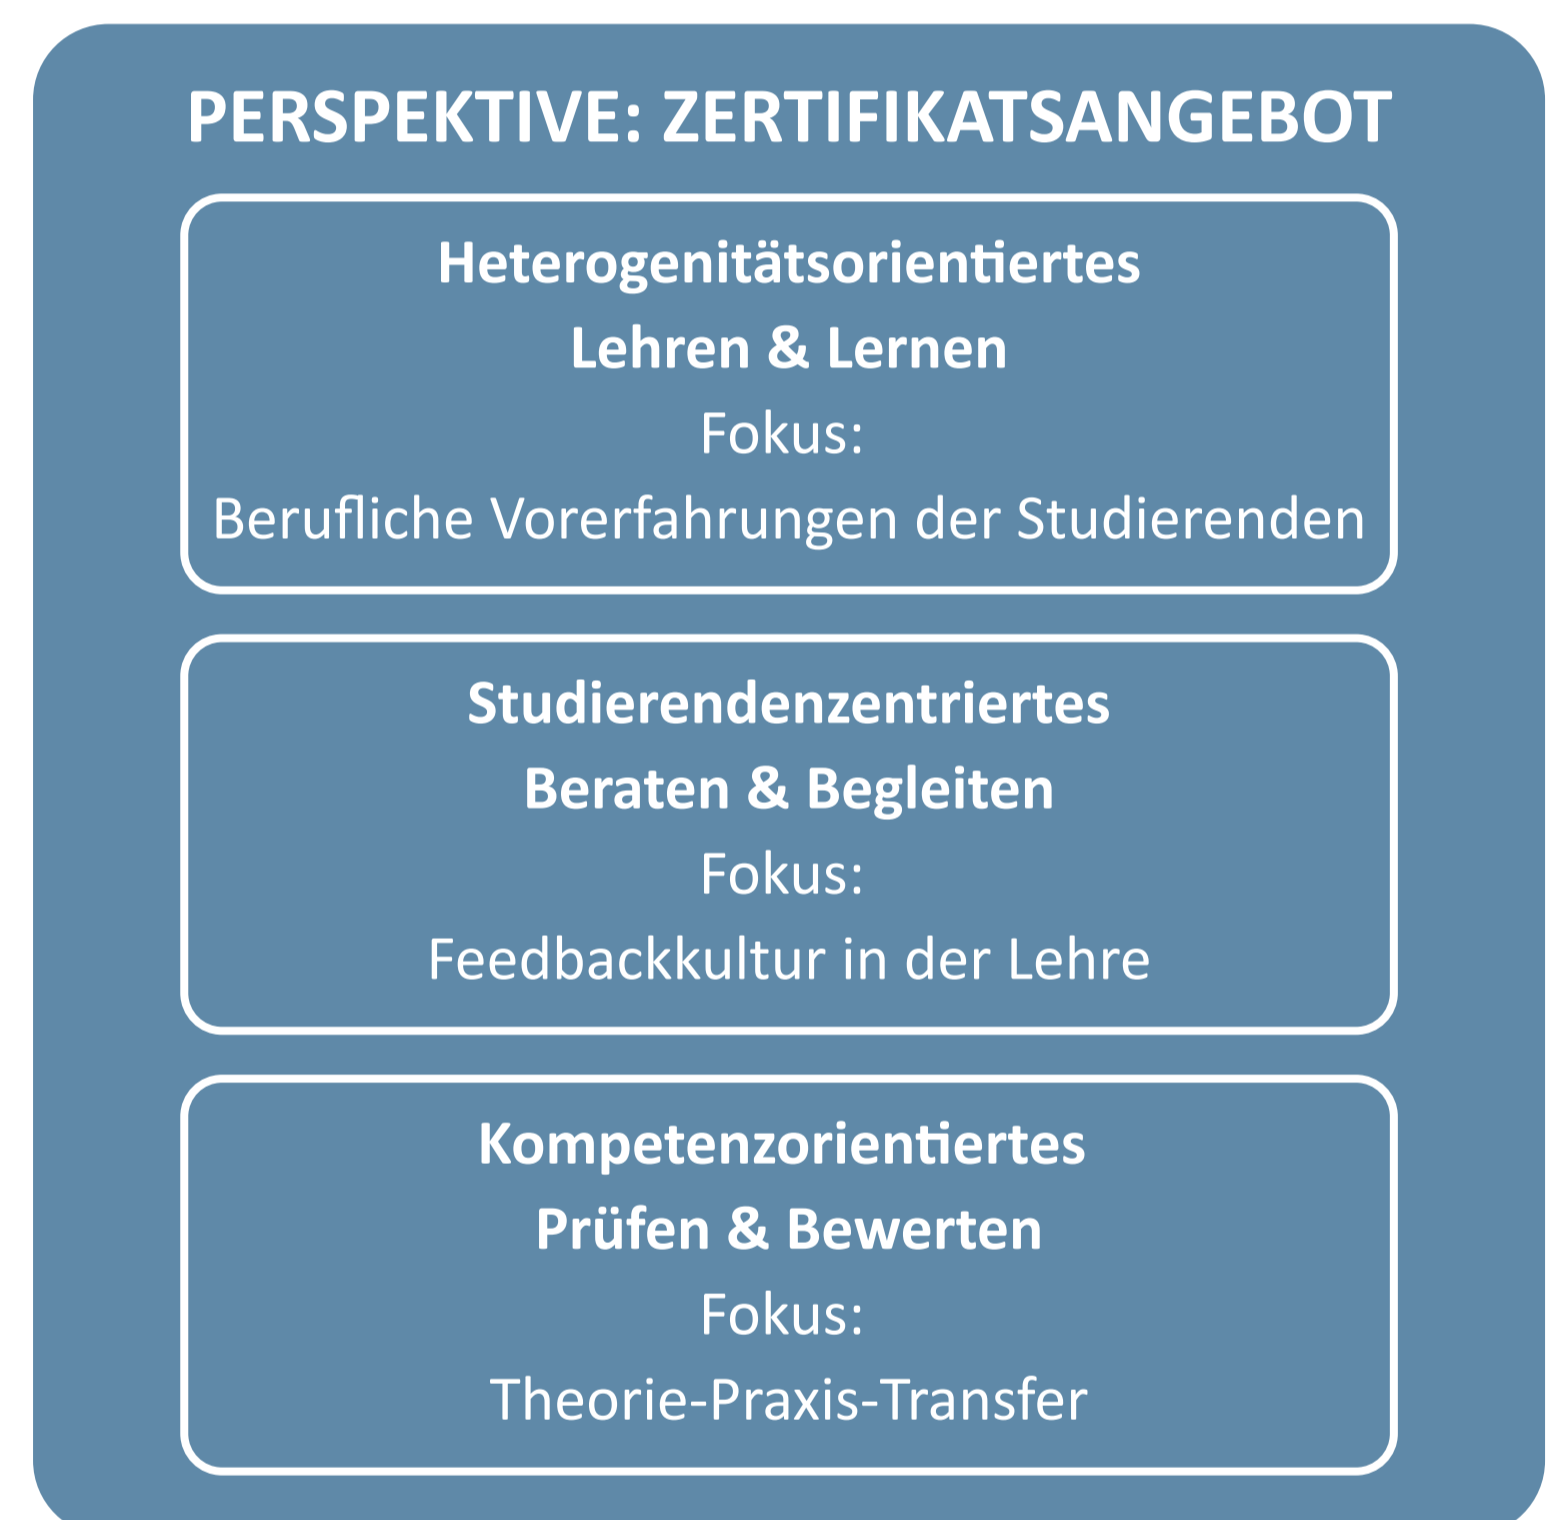 PERSPEKTIVE: ZERTIFIKATSANGEBOT
Heterogenitätsorientiertes
Lehren & Lernen
Fokus:
Berufliche Vorerfahrungen der Studierenden
Studierendenzentriertes
Beraten & Begleiten
Fokus:
Feedbackkultur in der Lehre
Kompetenzorientiertes
Prüfen & Bewerten
Fokus:
Theorie-Praxis-Transfer